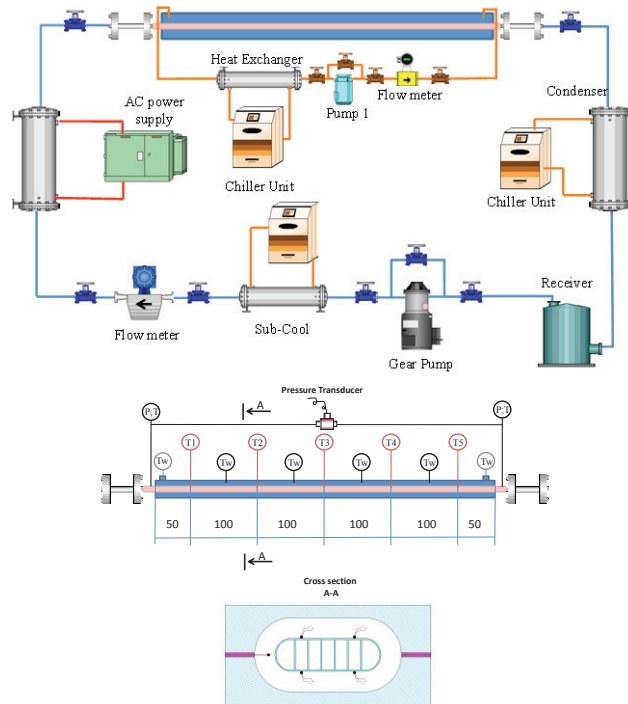 Heat Exchanger
Condenser
AC power
supply
Pump 1
Flow meter
Chiller Unit
Chiller Unit
Receiver
Flow meter
Sub-Cool
Gear Pump
Pressure Transducer
A
P;T
P;T
T1
T2
T3
T4
T5
Tw
Tw
Tw
Tw
Tw
Tw
50
100
100
100
100
50
A
Cross section
A-A